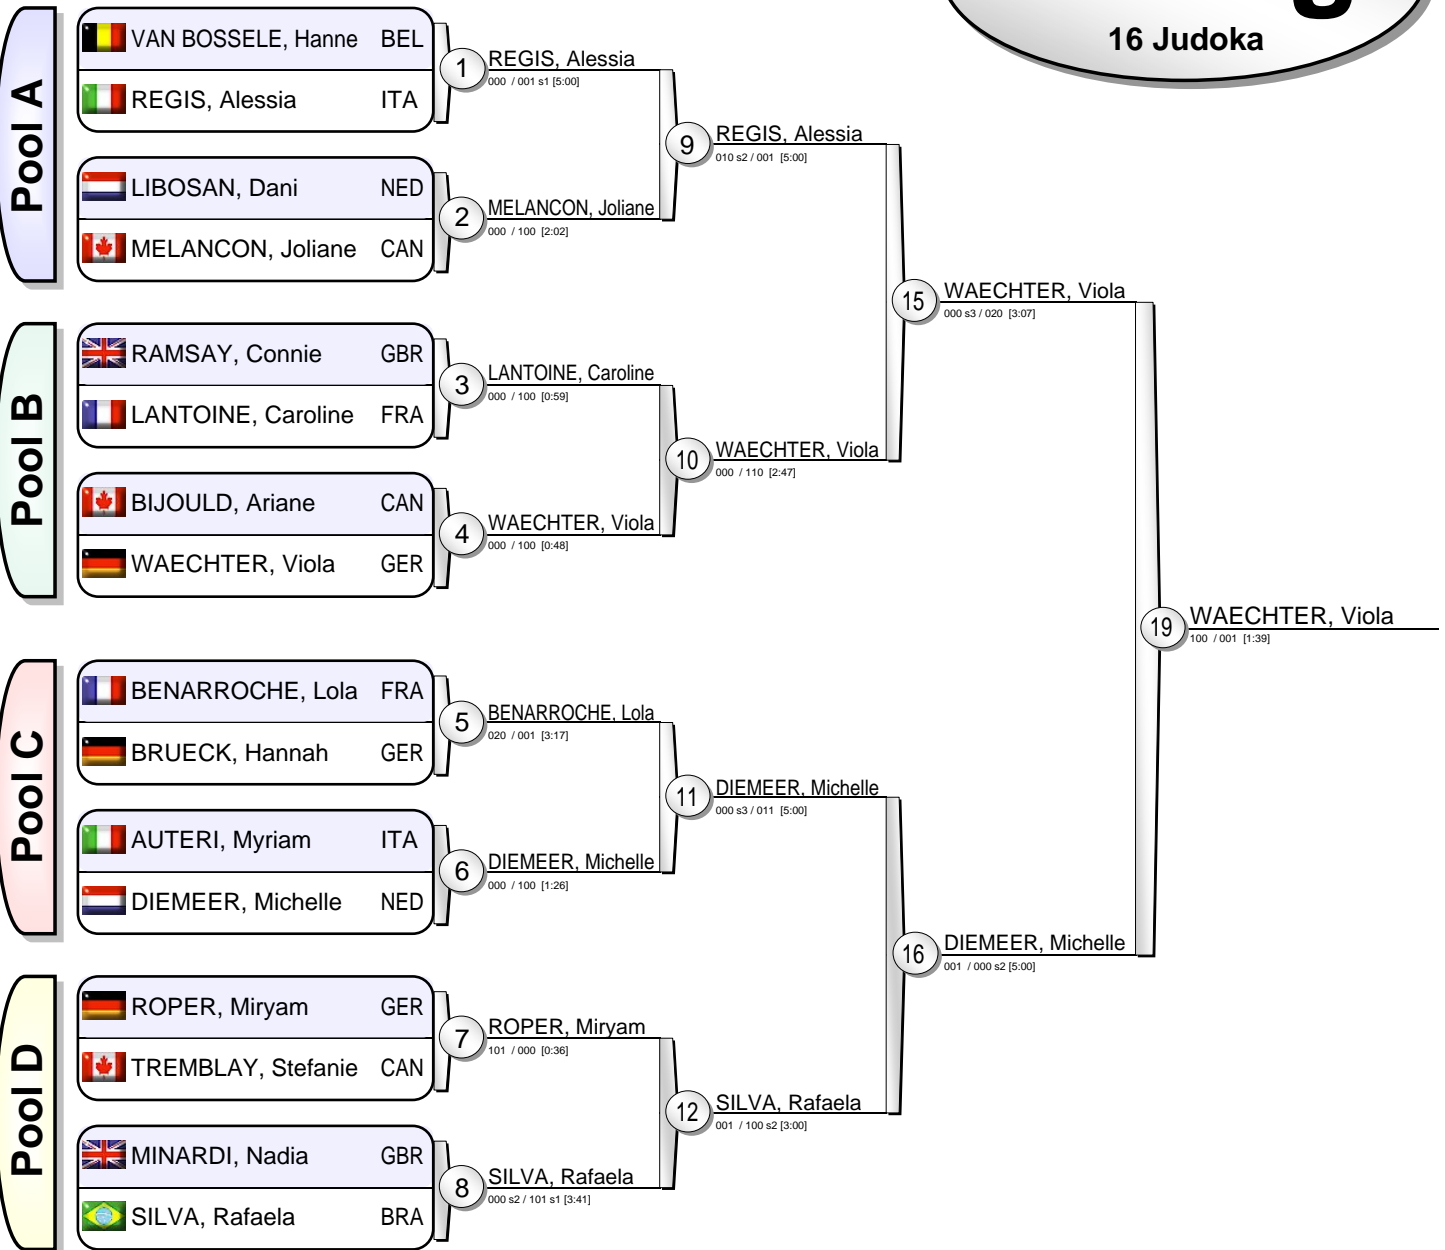 16 Judoka
Pool A
VAN BOSSELE, Hanne BEL
REGIS, Alessia ITA
1
REGIS, Alessia
000 / 001 s1 [5:00]
LIBOSAN, Dani NED
MELANCON, Joliane CAN
2
MELANCON, Joliane
000 / 100 [2:02]
9
REGIS, Alessia
010 s2 / 001 [5:00]
Pool B
RAMSAY, Connie GBR
LANTOINE, Caroline FRA
3
LANTOINE, Caroline
000 / 100 [0:59]
BIJOULD, Ariane CAN
WAECHTER, Viola GER
4
WAECHTER, Viola
000 / 100 [0:48]
10
WAECHTER, Viola
000 / 110 [2:47]
15
WAECHTER, Viola
000 s3 / 020 [3:07]
Pool C
BENARROCHE, Lola FRA
BRUECK, Hannah GER
5
BENARROCHE, Lola
020 / 001 [3:17]
AUTERI, Myriam ITA
DIEMEER, Michelle NED
6
DIEMEER, Michelle
000 / 100 [1:26]
11
DIEMEER, Michelle
000 s3 / 011 [5:00]
Pool D
ROPER, Miryam GER
TREMBLAY, Stefanie CAN
7
ROPER, Miryam
101 / 000 [0:36]
MINARDI, Nadia GBR
SILVA, Rafaela BRA
8
SILVA, Rafaela
000 s2 / 101 s1 [3:41]
12
SILVA, Rafaela
001 / 100 s2 [3:00]
16
DIEMEER, Michelle
001 / 000 s2 [5:00]
19
WAECHTER, Viola
100 / 001 [1:39]